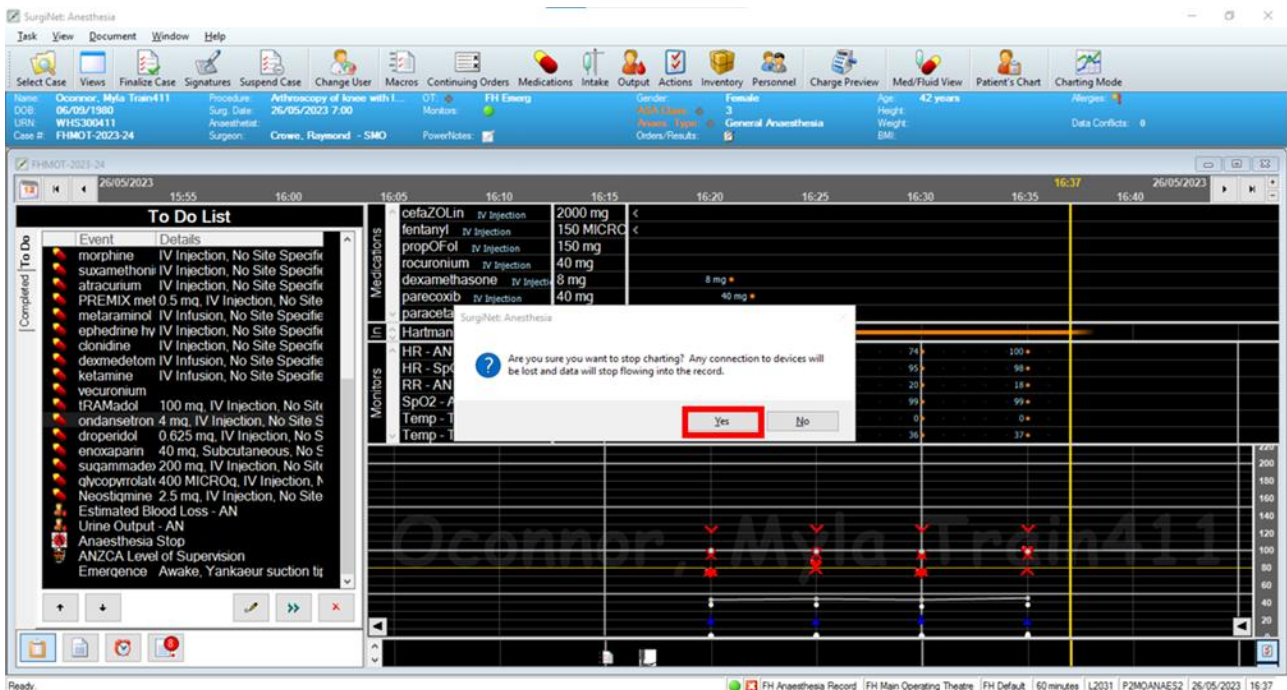 SurgiNet: Anesthesia
Task View Document Window Help
Select Case Views Finalize Case Signatures Suspend Case Change User Macros Continuing Orders Medications Intake Output Actions Inventory Personnel Charge Preview Med/Fluid View Patient's Chart Charting Mode
Name: Oconnor, Myla Train411 Procedure: Arthroscopy of knee with l... OT: FH Emerg Gender: Female Age: 42 years Allergies:
DOB: 06/09/1980 Surg. Date: 26/05/2023 7:00 Monitors: ASA Class: 3 Height:
URN: WHS300411 Anaesthetist: Anaes. Type: General Anaesthesia Weight: Data Conflicts: 0
Case #: FHMOT-2023-24 Surgeon: Crowe, Raymond - SMO PowerNotes: Orders/Results: BMI:
FHMOT-2023-24
26/05/2023 16:37 26/05/2023
15:55 16:00 16:05 16:10 16:15 16:20 16:25 16:30 16:35 16:40
To Do List
To Do
Completed
Event Details
morphine IV Injection, No Site Specifie
suxamethoni IV Injection, No Site Specifie
atracurium IV Injection, No Site Specifie
PREMIX met 0.5 mg, IV Injection, No Site
metaraminol IV Infusion, No Site Specifie
ephedrine hy IV Injection, No Site Specifie
clonidine IV Injection, No Site Specifie
dexmedetom IV Infusion, No Site Specifie
ketamine IV Infusion, No Site Specifie
vecuronium
tRAMadol 100 mg, IV Injection, No Site
ondansetron 4 mg, IV Injection, No Site S
droperidol 0.625 mg, IV Injection, No S
enoxaparin 40 mg, Subcutaneous, No S
sugammadex 200 mg, IV Injection, No Site
glycopyrrolate 400 MICROg, IV Injection, N
Neostigmine 2.5 mg, IV Injection, No Site
Estimated Blood Loss - AN
Urine Output - AN
Anaesthesia Stop
ANZCA Level of Supervision
Emergence Awake, Yankaeur suction tip
8
Medications
cefaZOLin IV Injection 2000 mg <
fentanyl IV Injection 150 MICRO <
propOFol IV Injection 150 mg
rocuronium IV Injection 40 mg
dexamethasone IV Injecti 8 mg 8 mg
parecoxib IV Injection 40 mg 40 mg
paraceta
In
Hartman
Monitors
HR - AN 74 100
HR - SpO 95 98
RR - AN 20 18
SpO2 - A 99 99
Temp - T 0 0
Temp - T 36 37
SurgiNet: Anesthesia
Are you sure you want to stop charting? Any connection to devices will
be lost and data will stop flowing into the record.
Yes No
220
200
180
160
140
120
100
80
60
40
20
Oconnor, Myla Train411
Ready. FH Anaesthesia Record FH Main Operating Theatre FH Default 60 minutes L2031 P2MOANAES2 26/05/2023 16:37